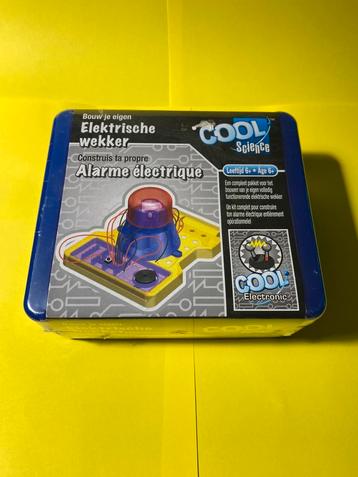 Bouw je eigen
Elektrische
wekker
Construis ta propre
Alarme électrique
COOL
Science
Leeftijd 6+ • Age 6+
Een compleet pakket voor het
bouwen van je eigen volledig
functionerende elektrische wekker
Un kit complet pour construire
ton alarme électrique entièrement
opérationnelle!
COOL
Electronic
Elektrische